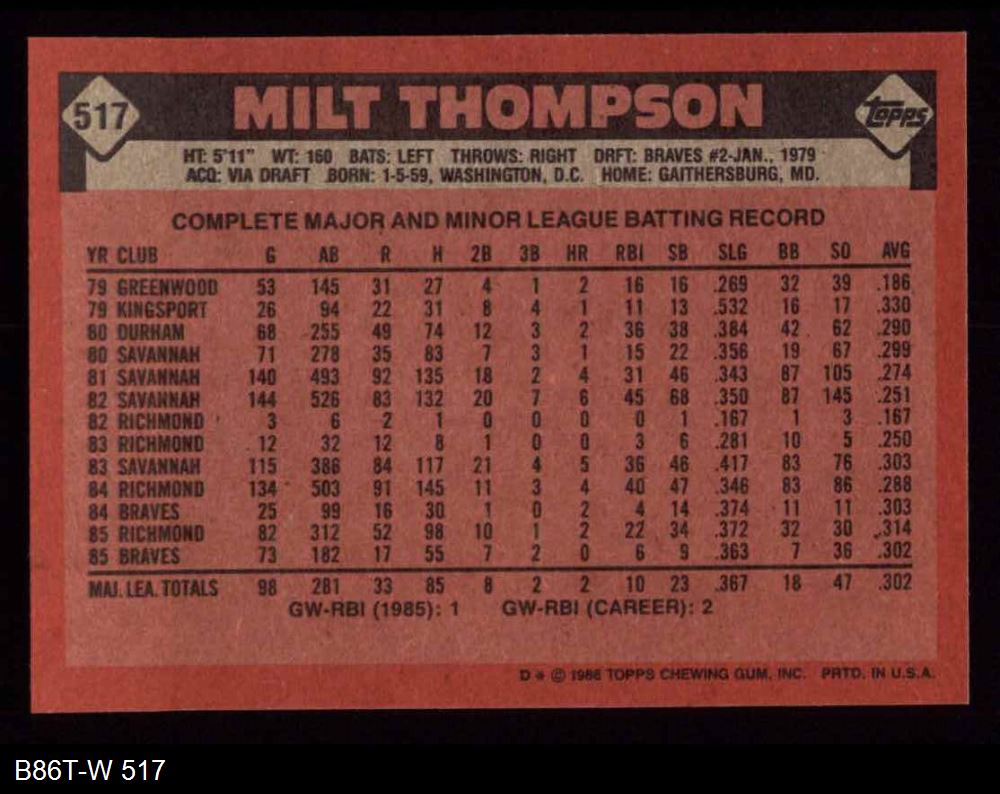 517 MILT THOMPSON Topps
HT: 5'11" WT: 160 BATS: LEFT THROWS: RIGHT DRFT: BRAVES #2-JAN., 1979
ACQ: VIA DRAFT BORN: 1-5-59, WASHINGTON, D.C. HOME: GAITHERSBURG, MD.
COMPLETE MAJOR AND MINOR LEAGUE BATTING RECORD
YR CLUB G AB R H 2B 3B HR RBI SB SLG BB SO AVG
79 GREENWOOD 53 145 31 27 4 1 2 16 16 .269 32 39 .186
79 KINGSPORT 26 94 22 31 8 4 1 11 13 .532 16 17 .330
80 DURHAM 68 255 49 74 12 3 2 36 38 .384 42 62 .290
80 SAVANNAH 71 278 35 83 7 3 1 15 22 .356 19 67 .299
81 SAVANNAH 140 493 92 135 18 2 4 31 46 .343 87 105 .274
82 SAVANNAH 144 526 83 132 20 7 6 45 68 .350 87 145 .251
82 RICHMOND 3 6 2 1 0 0 0 0 1 .167 1 3 .167
83 RICHMOND 12 32 12 8 1 0 0 3 6 .281 10 5 .250
83 SAVANNAH 115 386 84 117 21 4 5 36 46 .417 83 76 .303
84 RICHMOND 134 503 91 145 11 3 4 40 47 .346 83 86 .288
84 BRAVES 25 99 16 30 1 0 2 4 14 .374 11 11 .303
85 RICHMOND 82 312 52 98 10 1 2 22 34 .372 32 30 .314
85 BRAVES 73 182 17 55 7 2 0 6 9 .363 7 36 .302
MAJ. LEA. TOTALS 98 281 33 85 8 2 2 10 23 .367 18 47 .302
GW-RBI (1985): 1 GW-RBI (CAREER): 2
D * © 1986 TOPPS CHEWING GUM, INC. PRTD. IN U.S.A.
B86T-W 517